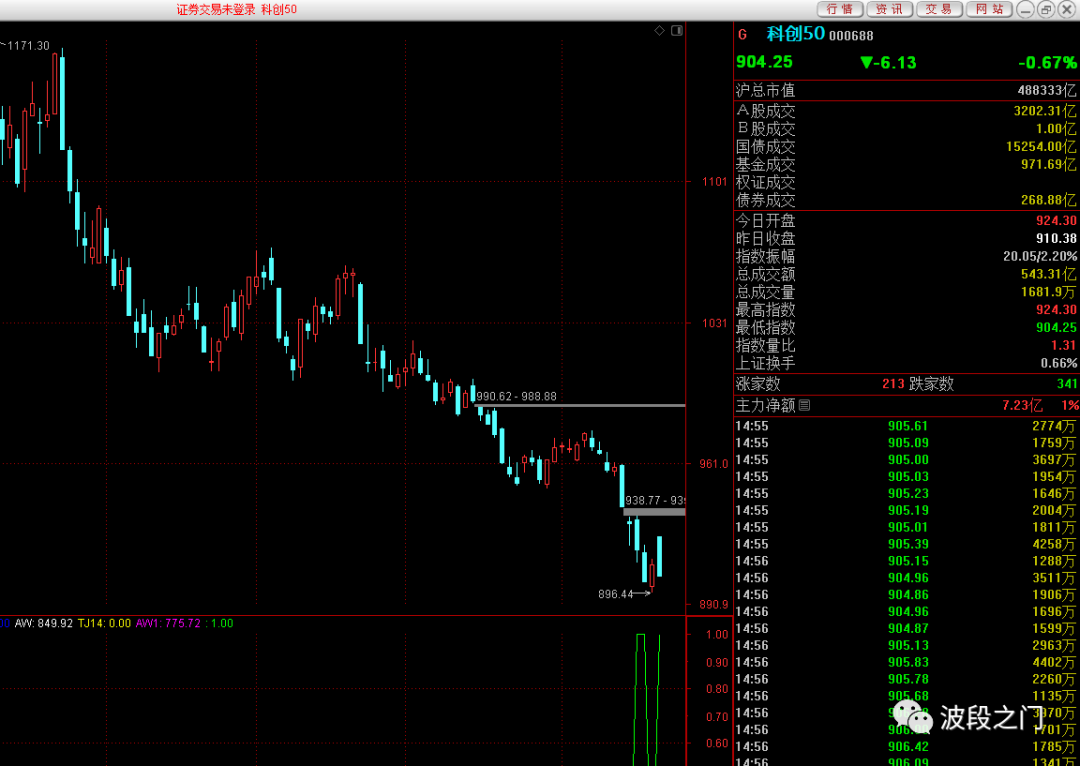 证券交易未登录 科创50
行情 资讯 交易 网站
1171.30
990.62 - 988.88
938.77 - 939
896.44
1101
1031
961.0
890.9
AW: 849.92 TJ14: 0.00 AW1: 775.72 : 1.00
1.00
0.90
0.80
0.70
0.60
G 科创50 000688
904.25 ▼-6.13 -0.67%
沪总市值 488333亿
A股成交 3202.31亿
B股成交 1.00亿
国债成交 15254.00亿
基金成交 971.69亿
权证成交
债券成交 268.88亿
今日开盘 924.30
昨日收盘 910.38
指数振幅 20.05/2.20%
总成交额 543.31亿
总成交量 1681.9万
最高指数 924.30
最低指数 904.25
指数量比 1.31
上证换手 0.66%
涨家数 213 跌家数 341
主力净额 7.23亿 1%
14:55 905.61 2774万
14:55 905.09 1759万
14:55 905.00 3697万
14:55 905.03 1954万
14:55 905.23 1646万
14:55 905.19 2004万
14:55 905.01 1811万
14:55 905.39 4258万
14:56 905.15 1288万
14:56 904.96 3511万
14:56 904.86 1906万
14:56 904.96 1696万
14:56 904.87 1599万
14:56 905.13 2963万
14:56 905.83 4402万
14:56 905.78 2260万
14:56 905.68 1135万
14:56
波段之门
14:56
14:56 906.42 1785万
14:56 906.09 1341万